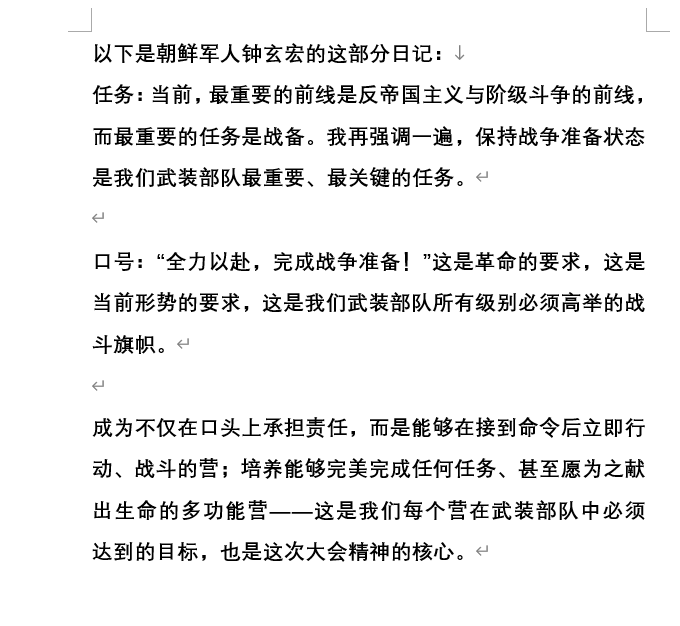 以下是朝鲜军人钟玄宏的这部分日记：↓
任务：当前，最重要的前线是反帝国主义与阶级斗争的前线，
而最重要的任务是战备。我再强调一遍，保持战争准备状态
是我们武装部队最重要、最关键的任务。↵
↵
口号：“全力以赴，完成战争准备！”这是革命的要求，这是
当前形势的要求，这是我们武装部队所有级别必须高举的战
斗旗帜。↵
↵
成为不仅在口头上承担责任，而是能够在接到命令后立即行
动、战斗的营；培养能够完美完成任何任务、甚至愿为之献
出生命的多功能营——这是我们每个营在武装部队中必须
达到的目标，也是这次大会精神的核心。↵